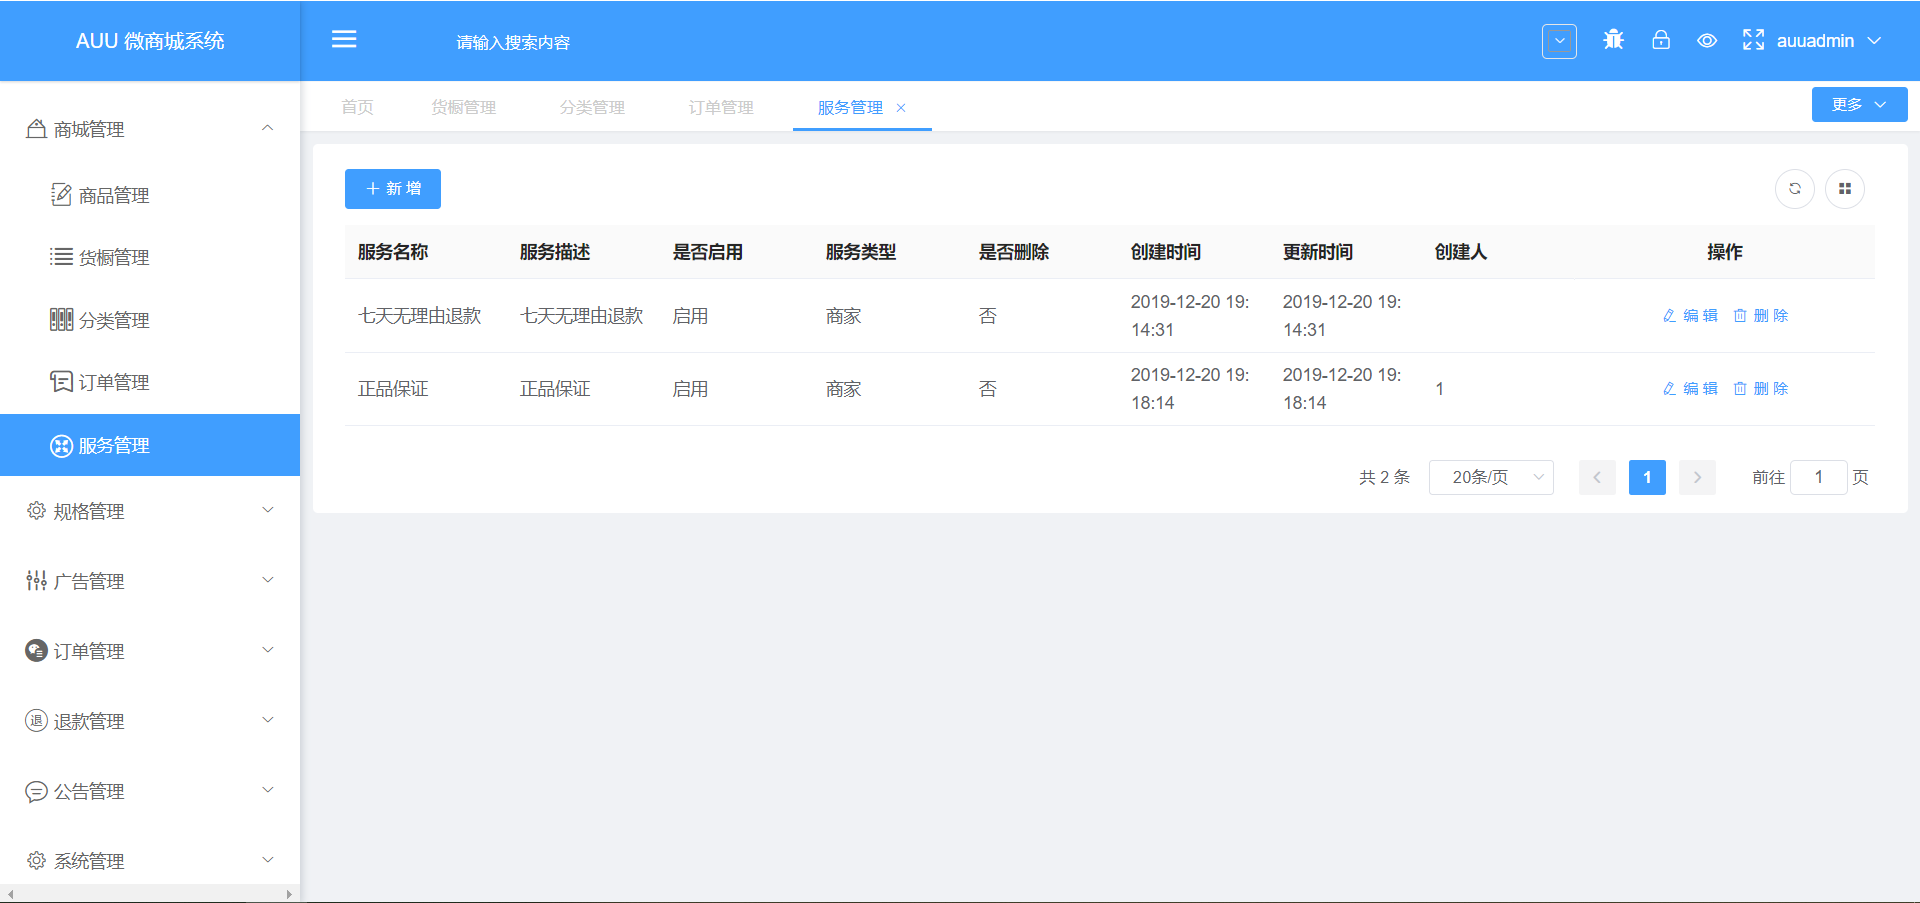 AUU 微商城系统
请输入搜索内容
auuadmin
首页
货橱管理
分类管理
订单管理
服务管理
更多
商城管理
商品管理
货橱管理
分类管理
订单管理
服务管理
规格管理
广告管理
订单管理
退 退款管理
公告管理
系统管理
新 增
服务名称 服务描述 是否启用 服务类型 是否删除 创建时间 更新时间 创建人 操作
七天无理由退款 七天无理由退款 启用 商家 否 2019-12-20 19: 2019-12-20 19: 编 辑 删 除
14:31 14:31
正品保证 正品保证 启用 商家 否 2019-12-20 19: 2019-12-20 19: 1 编 辑 删 除
18:14 18:14
共 2 条 20条/页 1 前往 1 页